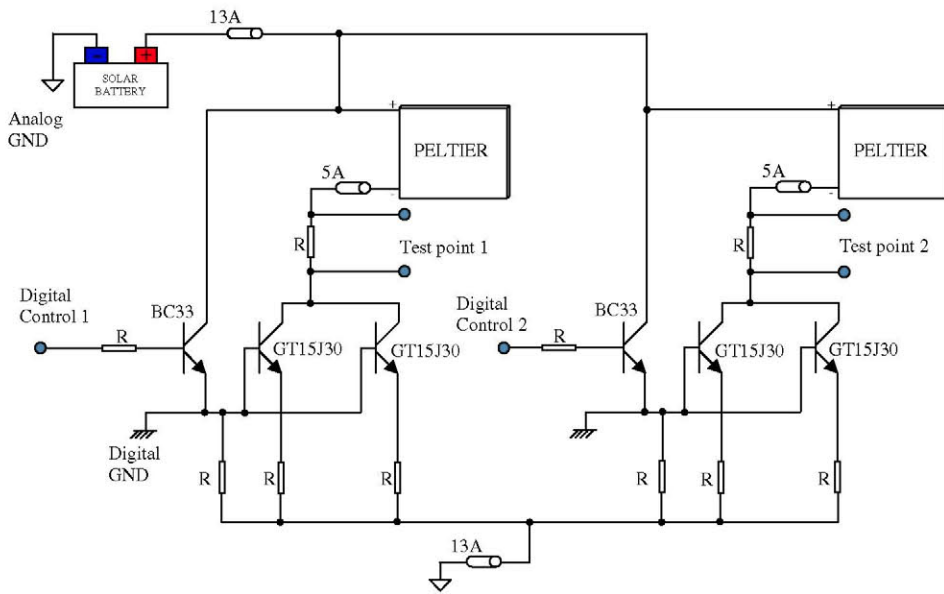 13A
-
+
SOLAR
BATTERY
Analog
GND
+
PELTIER
-
5A
R
Test point 1
+
PELTIER
-
5A
R
Test point 2
Digital
Control 1
R
BC33
GT15J30
GT15J30
Digital
Control 2
R
BC33
GT15J30
GT15J30
Digital
GND
R
R
R
R
R
R
13A